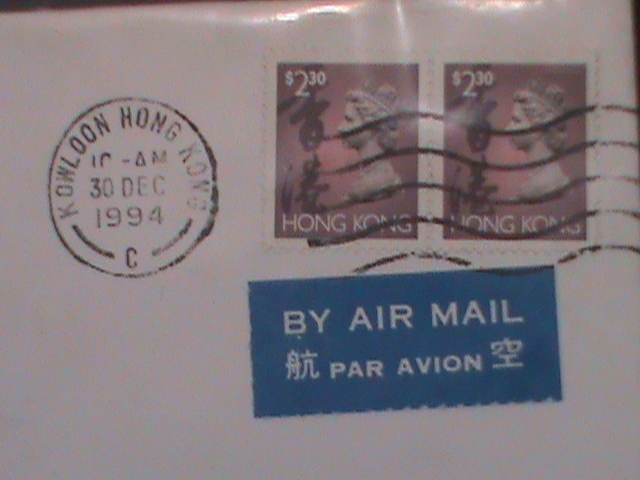 KOWLOON HONG KONG
10 -AM
30 DEC
1994
C
$2.30
香港
HONG KONG
$2.30
香港
HONG KONG
BY AIR MAIL
航 PAR AVION 空